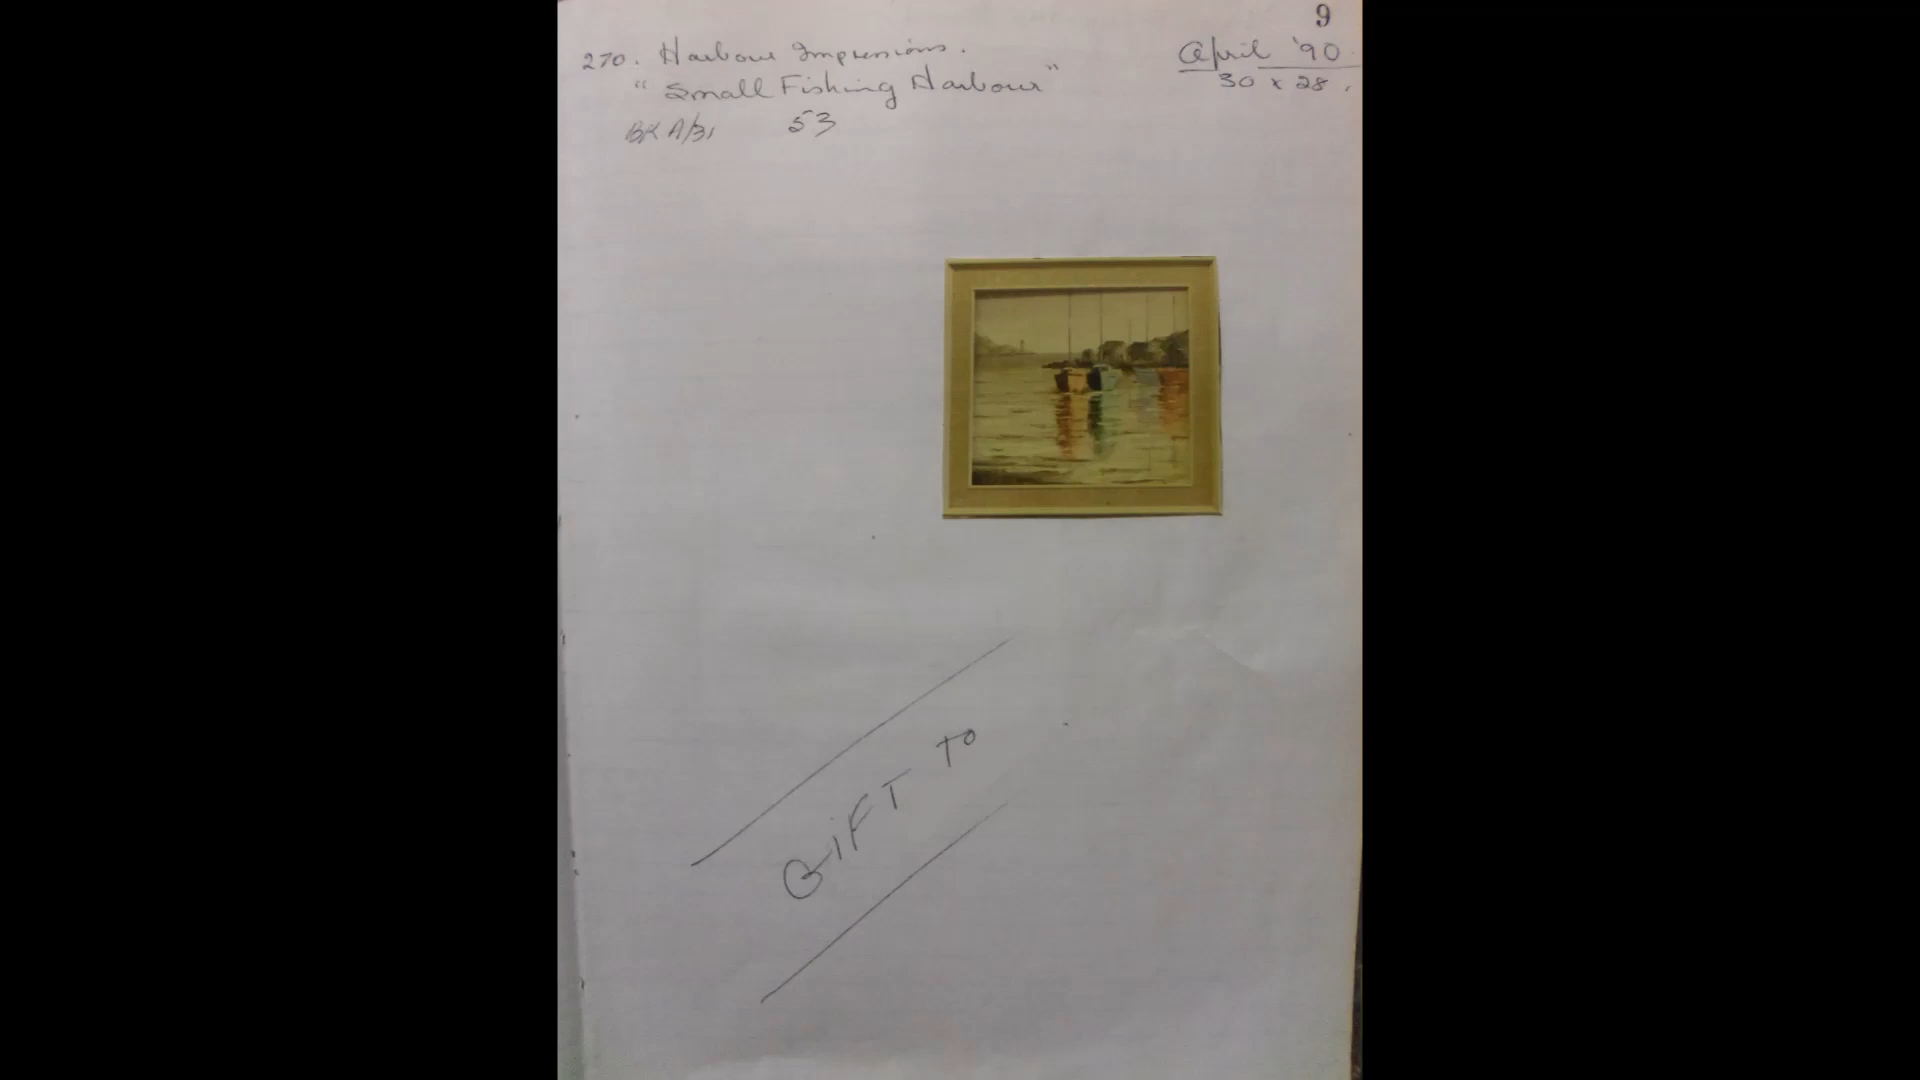 9
270. Harbour Impressions.
April '90
"Small Fishing Harbour"
30 x 28.
BK A/31 53
GIFT TO